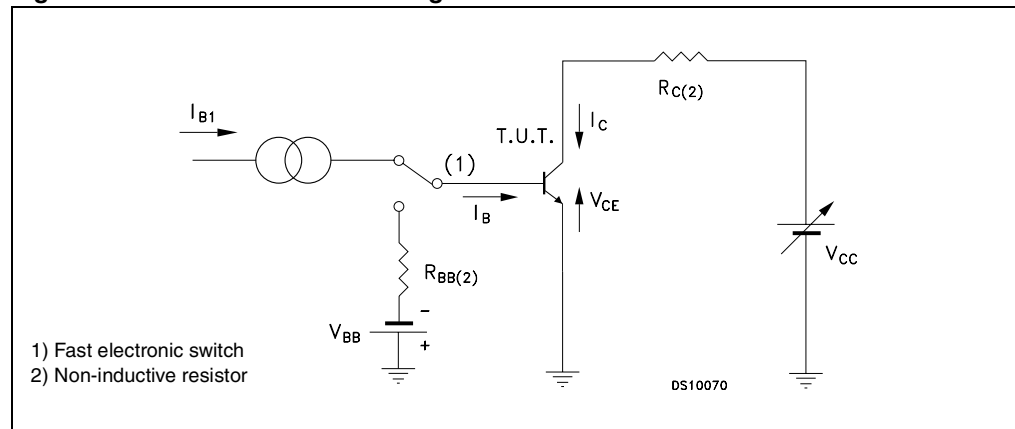 I_B1
(1)
T.U.T.
I_C
R_C(2)
V_CE
I_B
R_BB(2)
V_CC
V_BB
-
+
1) Fast electronic switch
2) Non-inductive resistor
DS10070